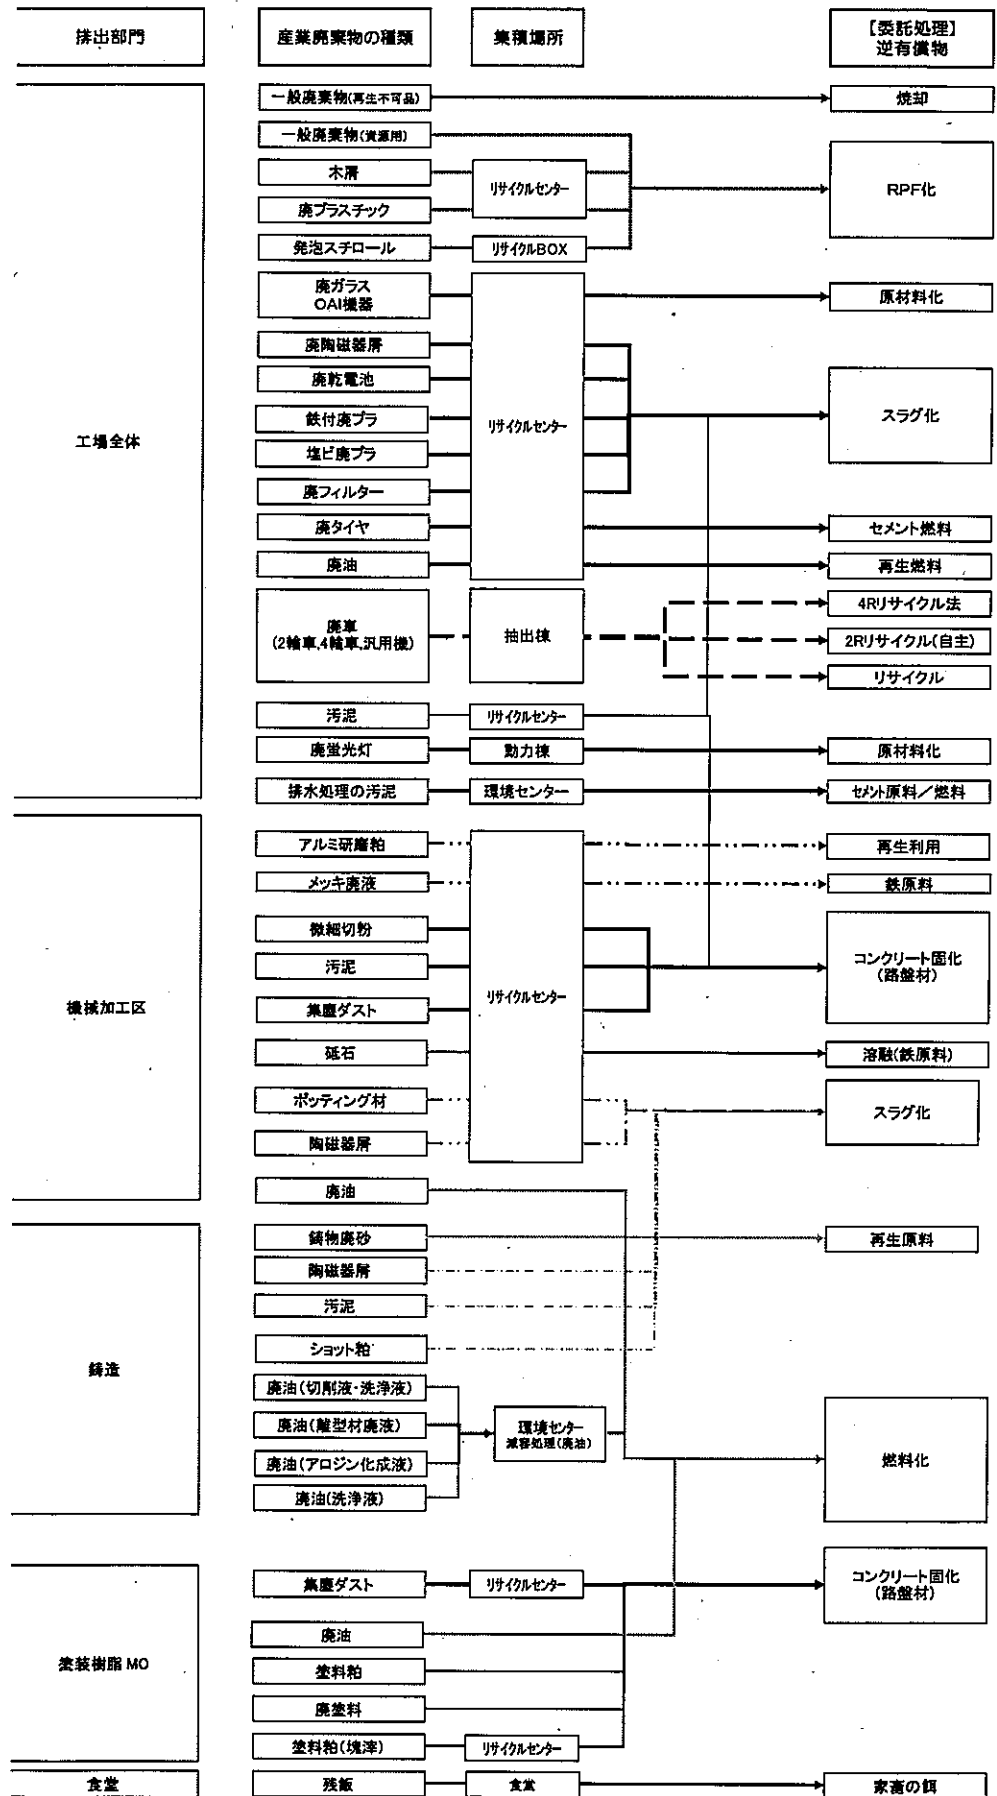 排出部門
産業廃棄物の種類
集積場所
【委託処理】
逆有償物
工場全体
一般廃棄物(再生不可品)
焼却
一般廃棄物(資源用)
木屑
廃プラスチック
リサイクルセンター
発泡スチロール
リサイクルBOX
RPF化
廃ガラス
OAI機器
原材料化
廃陶磁器屑
廃乾電池
鉄付廃プラ
塩ビ廃プラ
廃フィルター
リサイクルセンター
スラグ化
廃タイヤ
セメント燃料
廃油
再生燃料
廃車
(2輪車,4輪車,汎用機)
抽出棟
4Rリサイクル法
2Rリサイクル(自主)
リサイクル
汚泥
リサイクルセンター
廃蛍光灯
動力棟
原材料化
排水処理の汚泥
環境センター
セメント原料／燃料
機械加工区
アルミ研磨粕
再生利用
メッキ廃液
鉄原料
微細切粉
汚泥
集塵ダスト
リサイクルセンター
コンクリート固化
(路盤材)
砥石
溶融(鉄原料)
ポッティング材
陶磁器屑
スラグ化
廃油
鋳造
鋳物廃砂
再生原料
陶磁器屑
汚泥
ショット粕
廃油(切削液・洗浄液)
廃油(離型材廃液)
廃油(アロジン化成液)
廃油(洗浄液)
環境センター
減容処理(廃油)
燃料化
塗装樹脂 MO
集塵ダスト
リサイクルセンター
コンクリート固化
(路盤材)
廃油
塗料粕
廃塗料
塗料粕(塊滓)
リサイクルセンター
食堂
残飯
食堂
家畜の餌